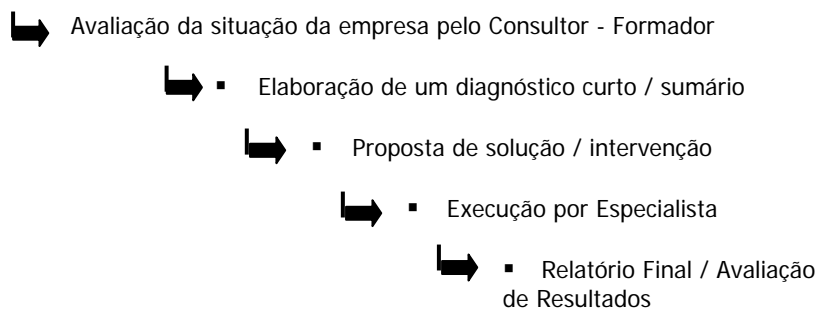 Avaliação da situação da empresa pelo Consultor - Formador
▪ Elaboração de um diagnóstico curto / sumário
▪ Proposta de solução / intervenção
▪ Execução por Especialista
▪ Relatório Final / Avaliação
de Resultados